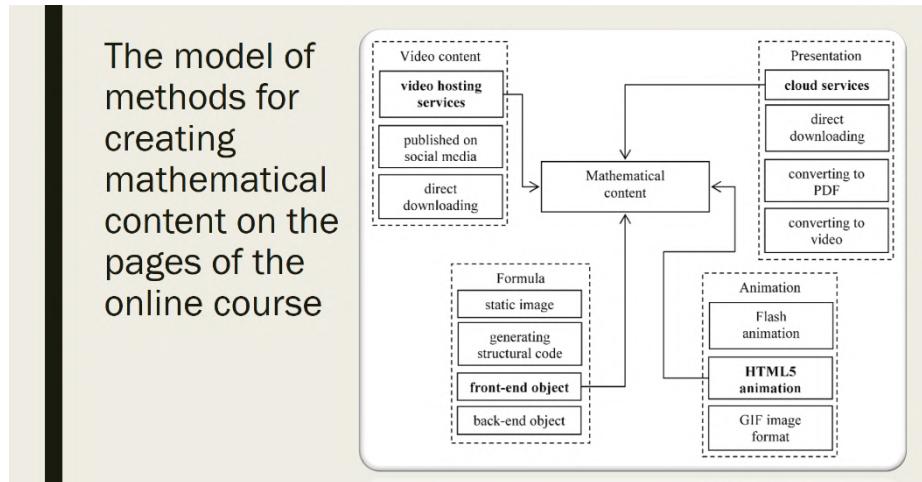 The model of
methods for
creating
mathematical
content on the
pages of the
online course
Video content
video hosting
services
published on
social media
direct
downloading
Presentation
cloud services
direct
downloading
converting to
PDF
converting to
video
Mathematical
content
Formula
static image
generating
structural code
front-end object
back-end object
Animation
Flash
animation
HTML5
animation
GIF image
format